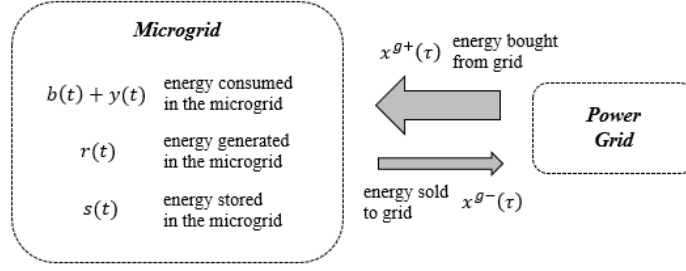 Microgrid
b(t) + y(t) energy consumed
in the microgrid
r(t) energy generated
in the microgrid
s(t) energy stored
in the microgrid
x^{g+}(τ) energy bought
from grid
energy sold
to grid x^{g−}(τ)
Power
Grid